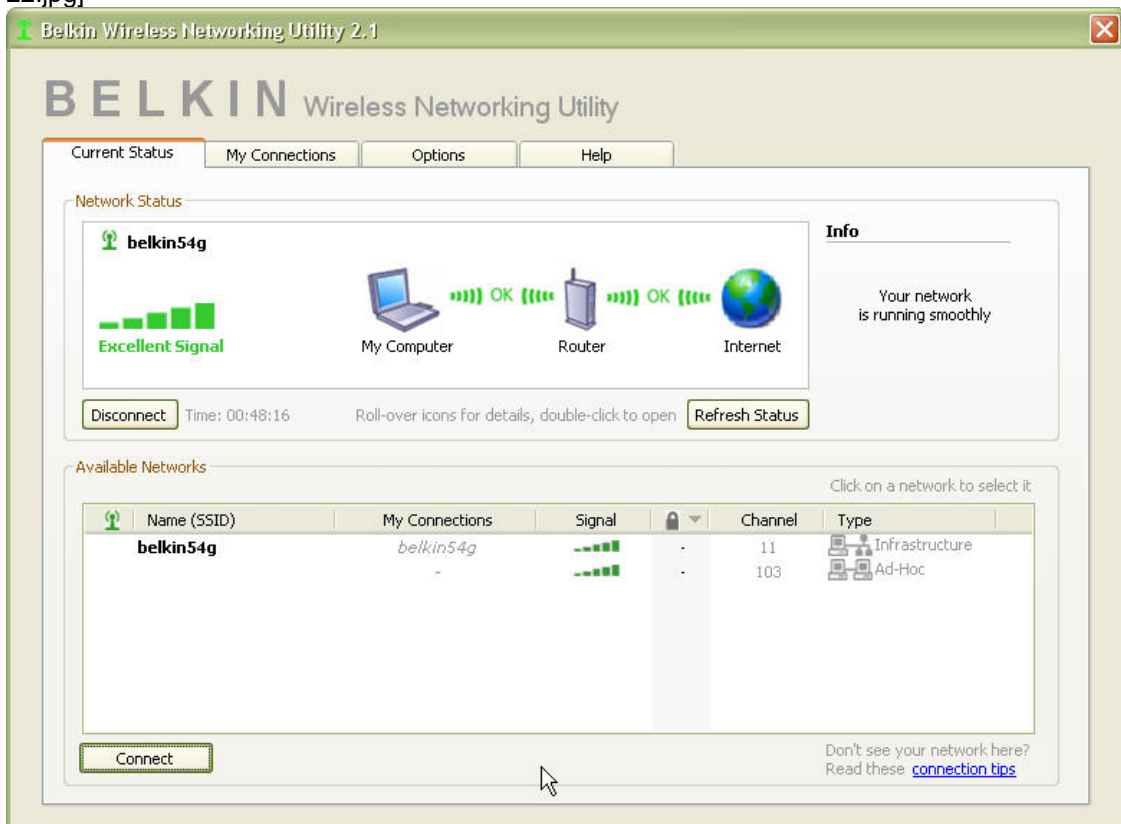 22.jpg]
Belkin Wireless Networking Utility 2.1
BELKIN Wireless Networking Utility
Current Status My Connections Options Help
Network Status
belkin54g
Info
OK OK
Your network
is running smoothly
Excellent Signal My Computer Router Internet
Disconnect Time: 00:48:16 Roll-over icons for details, double-click to open Refresh Status
Available Networks
Click on a network to select it
Name (SSID) My Connections Signal Channel Type
belkin54g belkin54g - 11 Infrastructure
- - 103 Ad-Hoc
Connect
Don't see your network here?
Read these connection tips